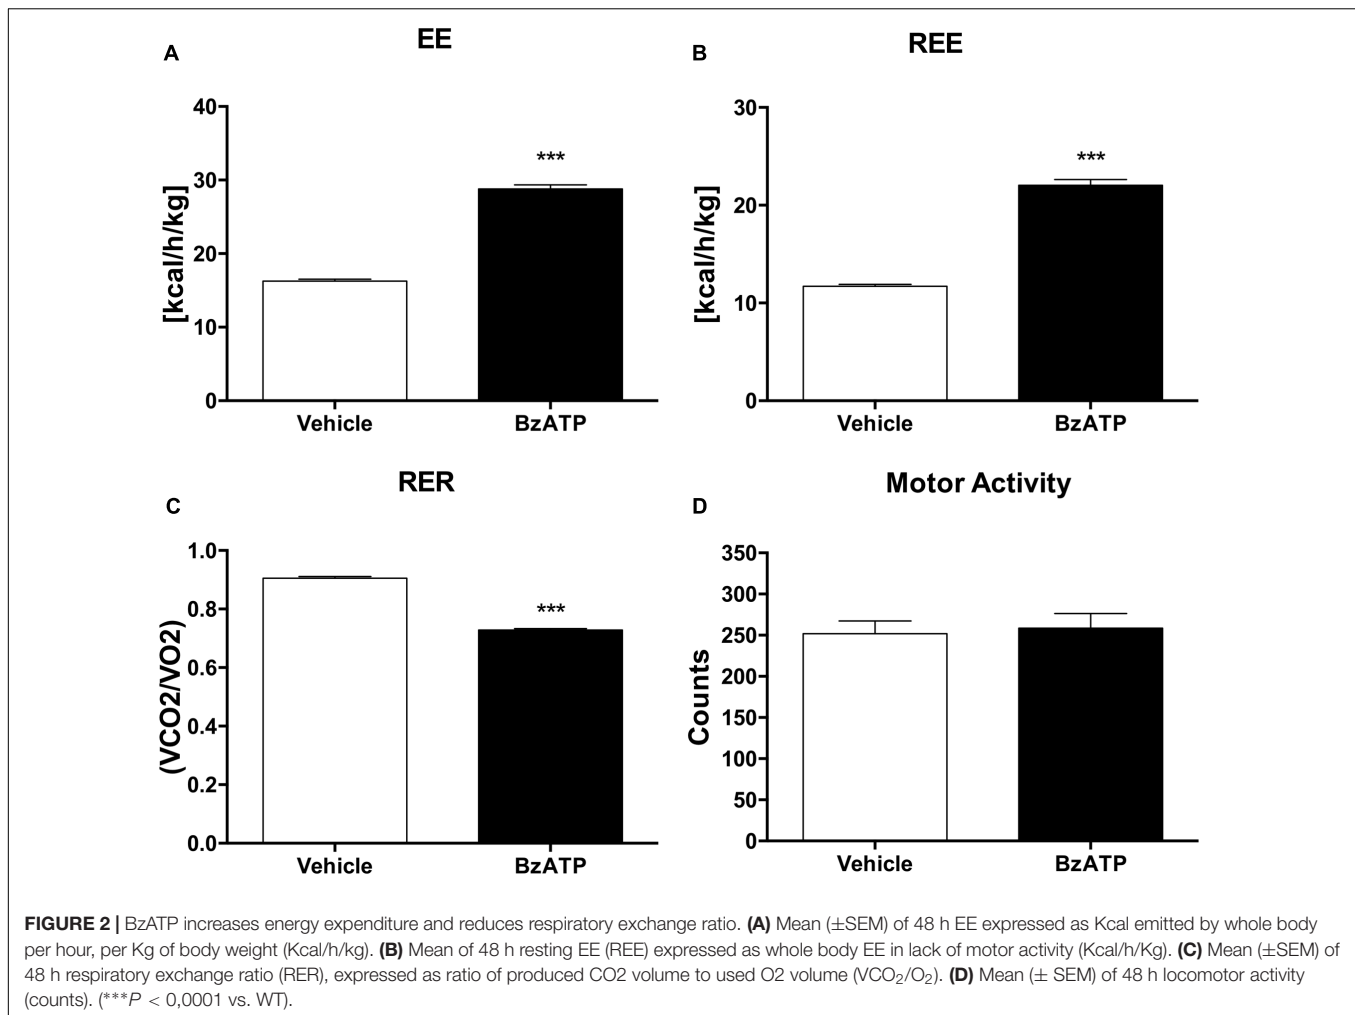 A
EE
[kcal/h/kg]
40
30
20
10
0
***
Vehicle
BzATP
B
REE
[kcal/h/kg]
30
20
10
0
***
Vehicle
BzATP
C
RER
(VCO2/VO2)
1.0
0.8
0.6
0.4
0.2
0.0
***
Vehicle
BzATP
D
Motor Activity
Counts
350
300
250
200
150
100
50
0
Vehicle
BzATP
FIGURE 2 | BzATP increases energy expenditure and reduces respiratory exchange ratio. (A) Mean (±SEM) of 48 h EE expressed as Kcal emitted by whole body
per hour, per Kg of body weight (Kcal/h/kg). (B) Mean of 48 h resting EE (REE) expressed as whole body EE in lack of motor activity (Kcal/h/Kg). (C) Mean (±SEM) of
48 h respiratory exchange ratio (RER), expressed as ratio of produced CO2 volume to used O2 volume (VCO₂/O₂). (D) Mean (± SEM) of 48 h locomotor activity
(counts). (***P < 0,0001 vs. WT).